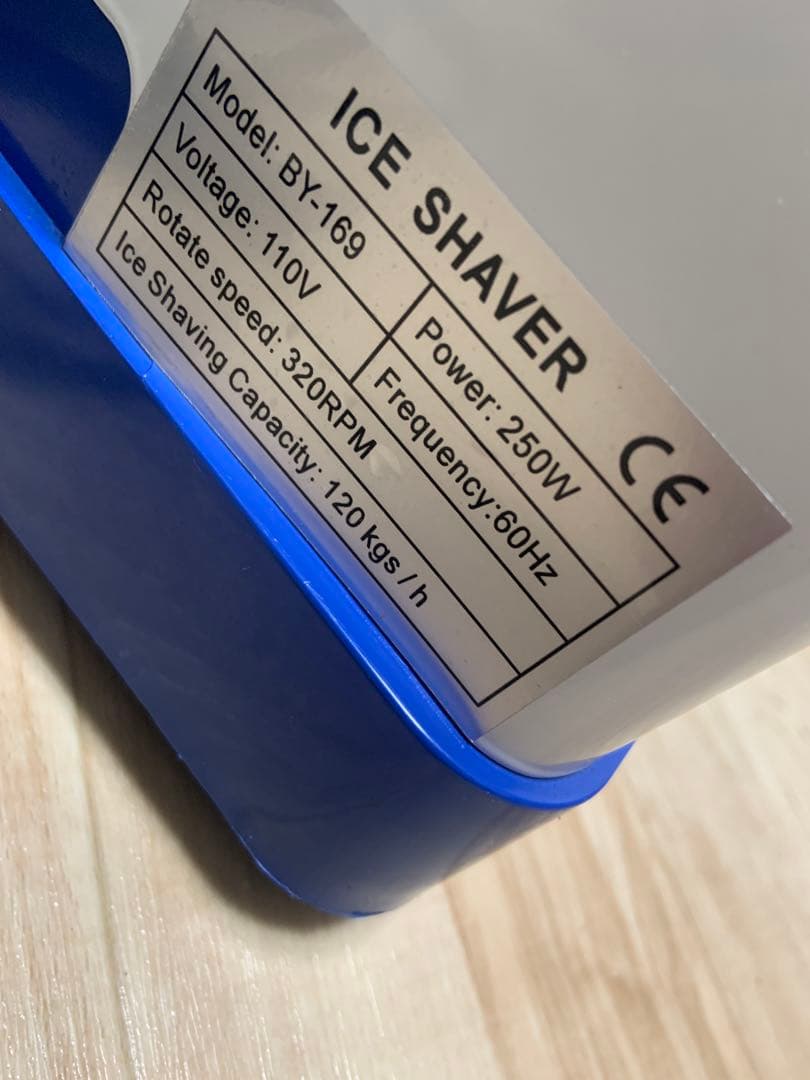 ICE SHAVER CE
Model: BY-169 Power: 250W
Voltage: 110V Frequency:60Hz
Rotate speed: 320RPM
Ice Shaving Capacity: 120 kgs / h